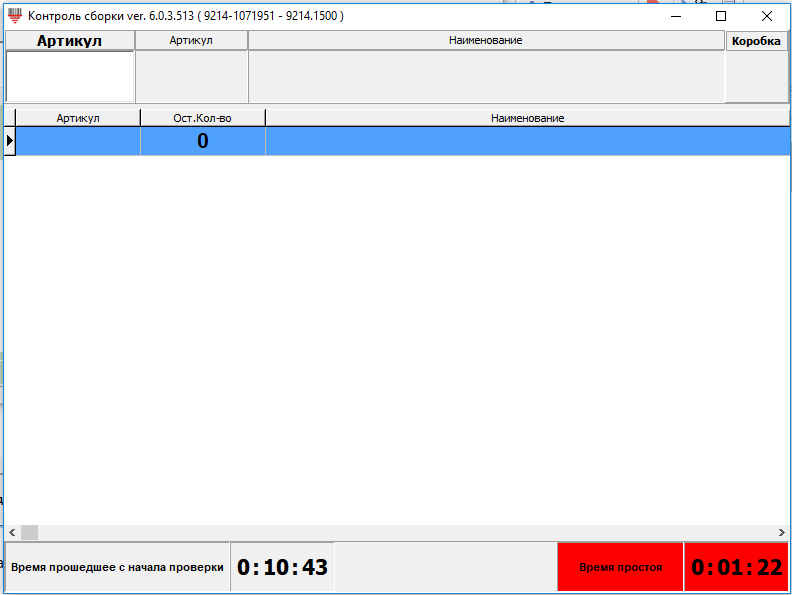 Контроль сборки ver. 6.0.3.513 ( 9214-1071951 - 9214.1500 )
Артикул Артикул Наименование Коробка
Артикул Ост.Кол-во Наименование
0
Время прошедшее с начала проверки 0:10:43 Время простоя 0:01:22